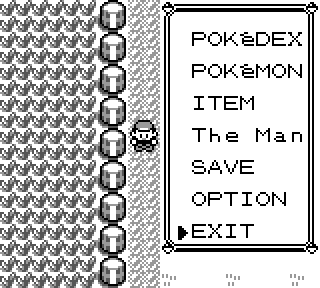 POKéDEX
POKéMON
ITEM
The Man
SAVE
OPTION
EXIT